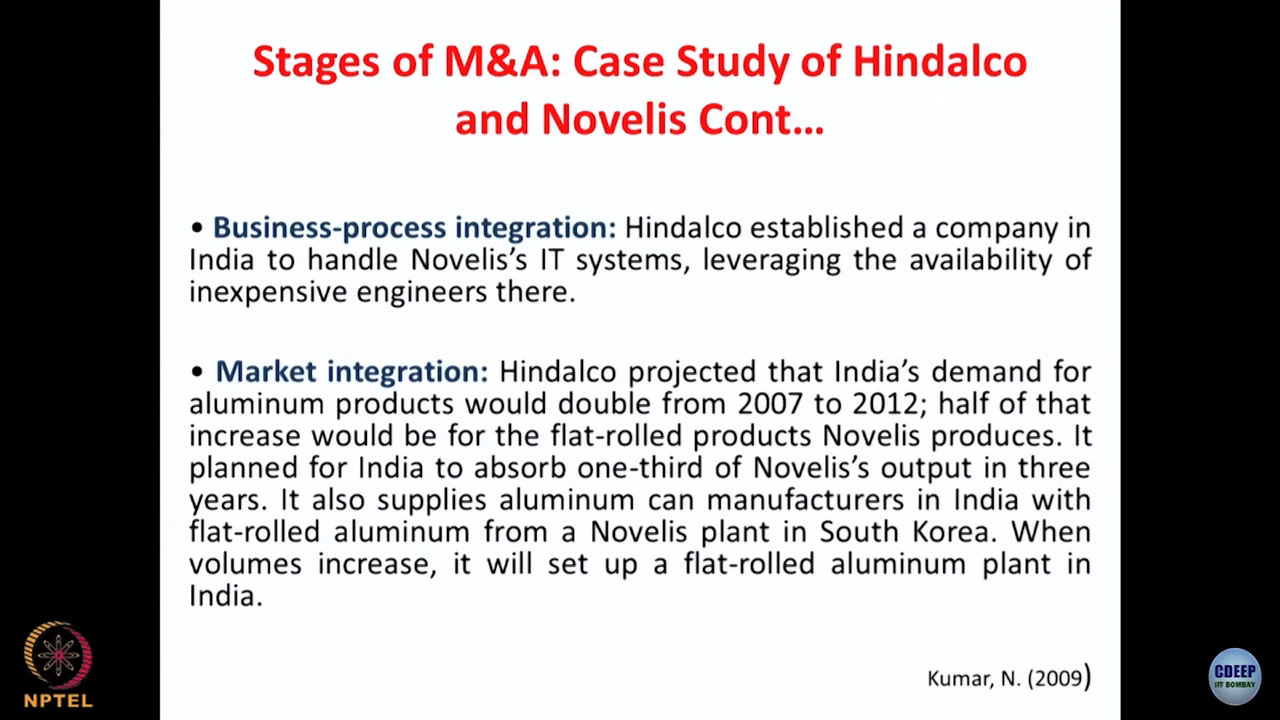 Stages of M&A: Case Study of Hindalco
and Novelis Cont...
• Business-process integration: Hindalco established a company in
India to handle Novelis's IT systems, leveraging the availability of
inexpensive engineers there.
• Market integration: Hindalco projected that India's demand for
aluminum products would double from 2007 to 2012; half of that
increase would be for the flat-rolled products Novelis produces. It
planned for India to absorb one-third of Novelis's output in three
years. It also supplies aluminum can manufacturers in India with
flat-rolled aluminum from a Novelis plant in South Korea. When
volumes increase, it will set up a flat-rolled aluminum plant in
India.
Kumar, N. (2009)
NPTEL
CDEEP
IIT BOMBAY